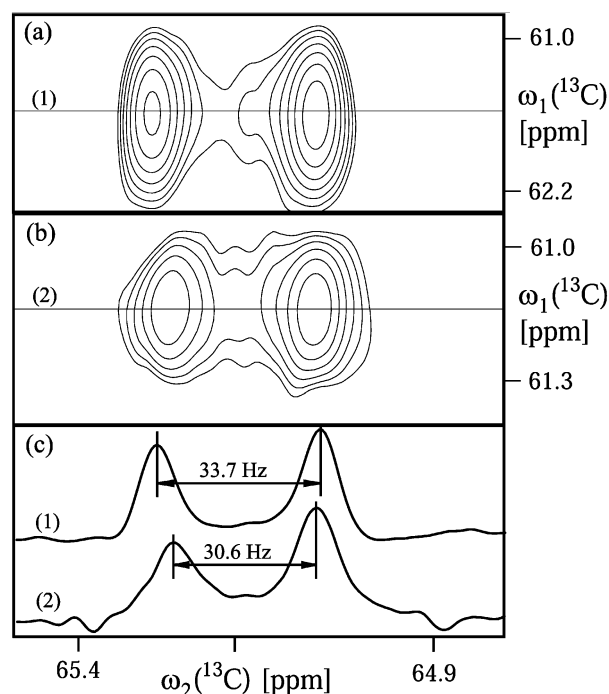 (a)
61.0
(1)
ω₁(¹³C)
[ppm]
62.2
(b)
61.0
(2)
ω₁(¹³C)
[ppm]
61.3
(c)
33.7 Hz
(1)
30.6 Hz
(2)
65.4
ω₂(¹³C) [ppm]
64.9